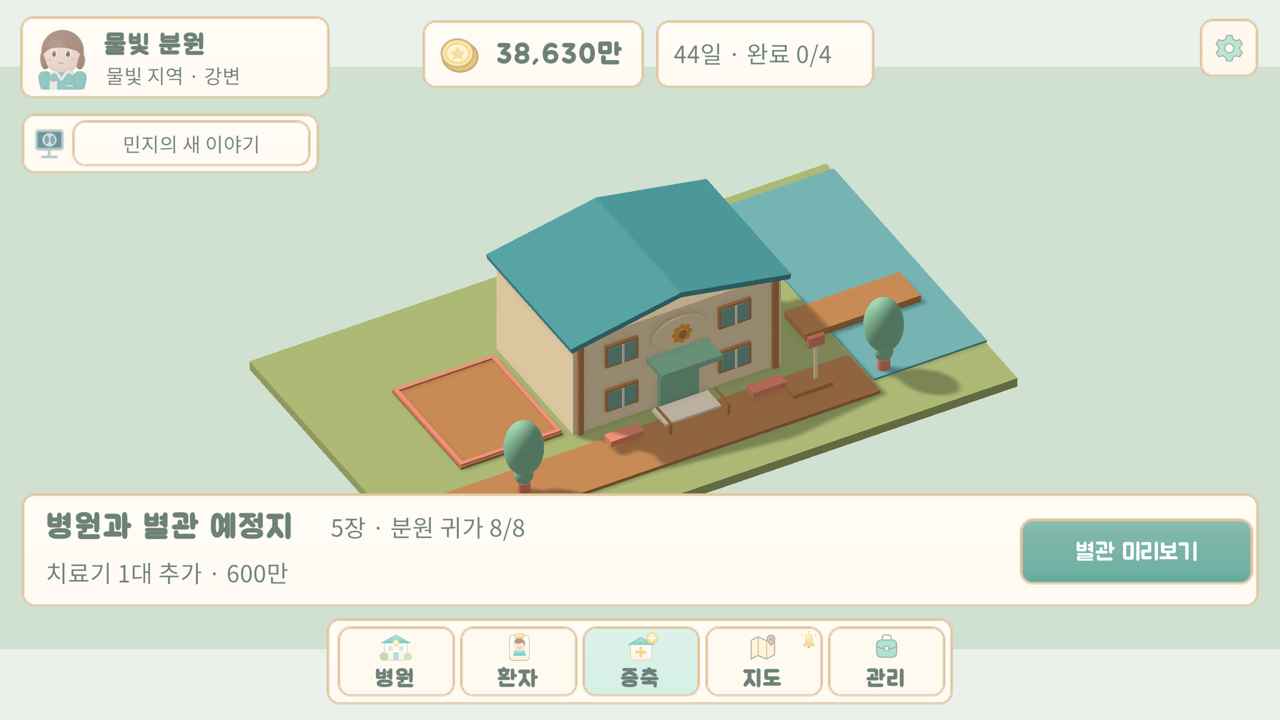 물빛 분원
물빛 지역 · 강변
38,630만
44일 · 완료 0/4
민지의 새 이야기
병원과 별관 예정지
5장 · 분원 귀가 8/8
치료기 1대 추가 · 600만
별관 미리보기
병원
환자
증축
지도
관리